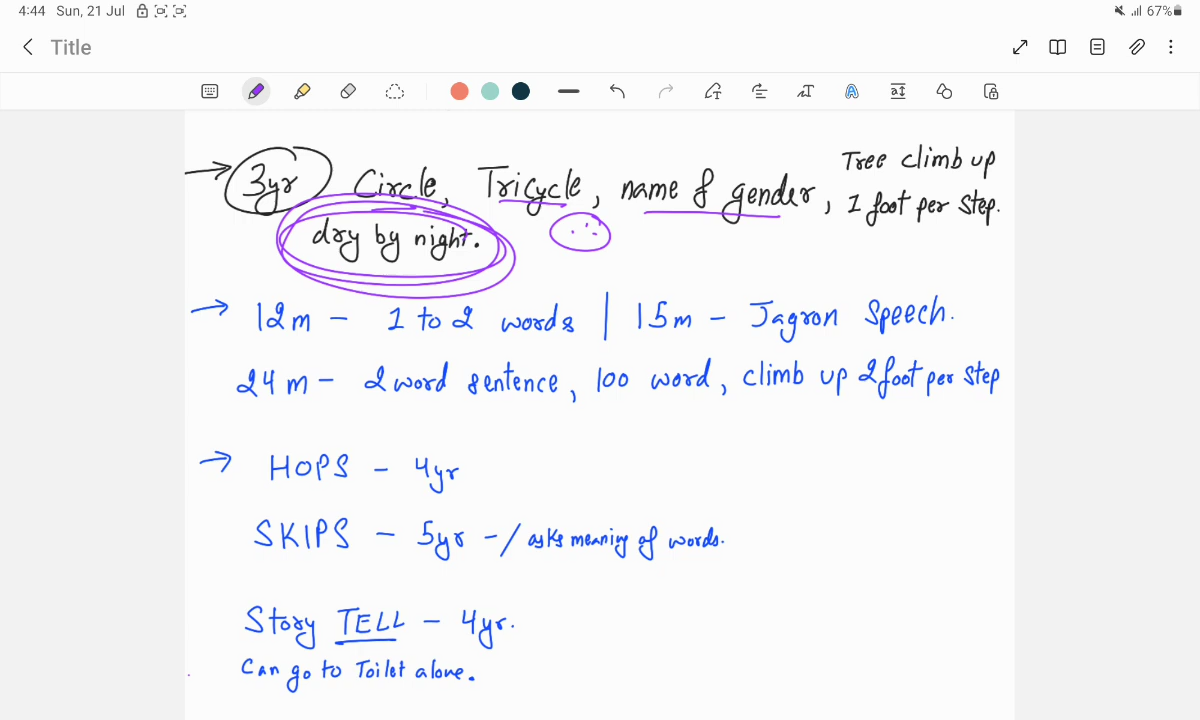 4:44 Sun, 21 Jul 67%
Title
→ 3yr Circle, Tricycle, name & gender, Tree climb up
1 foot per step.
dry by night.
→ 12m - 1 to 2 words | 15m - Jagron Speech.
24m - 2 word sentence, 100 word, climb up 2 foot per step
→ HOPS - 4yr
SKIPS - 5yr - / asks meaning of words.
Story TELL - 4yr.
Can go to Toilet alone.